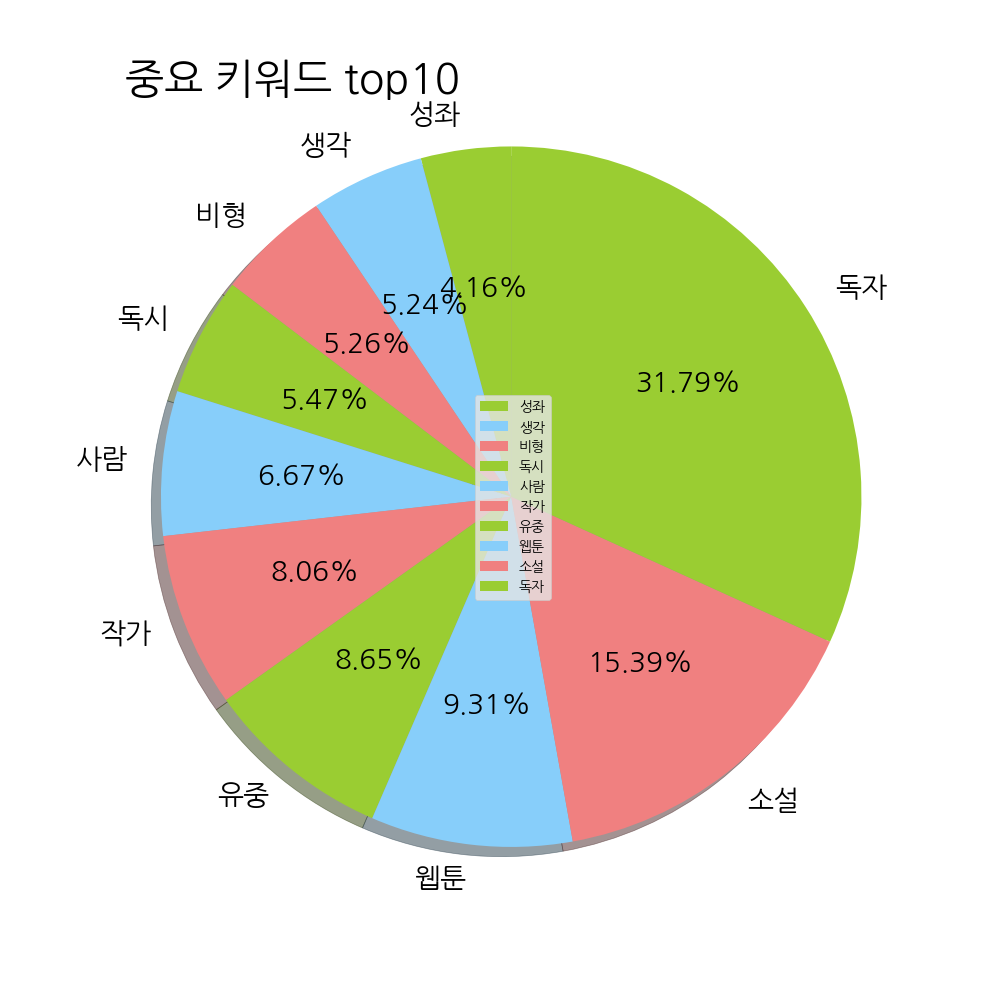 중요 키워드 top10
성좌
생각
비형
독시
사람
작가
유중
웹툰
소설
독자
4.16%
5.24%
5.26%
5.47%
6.67%
8.06%
8.65%
9.31%
15.39%
31.79%
성좌
생각
비형
독시
사람
작가
유중
웹툰
소설
독자